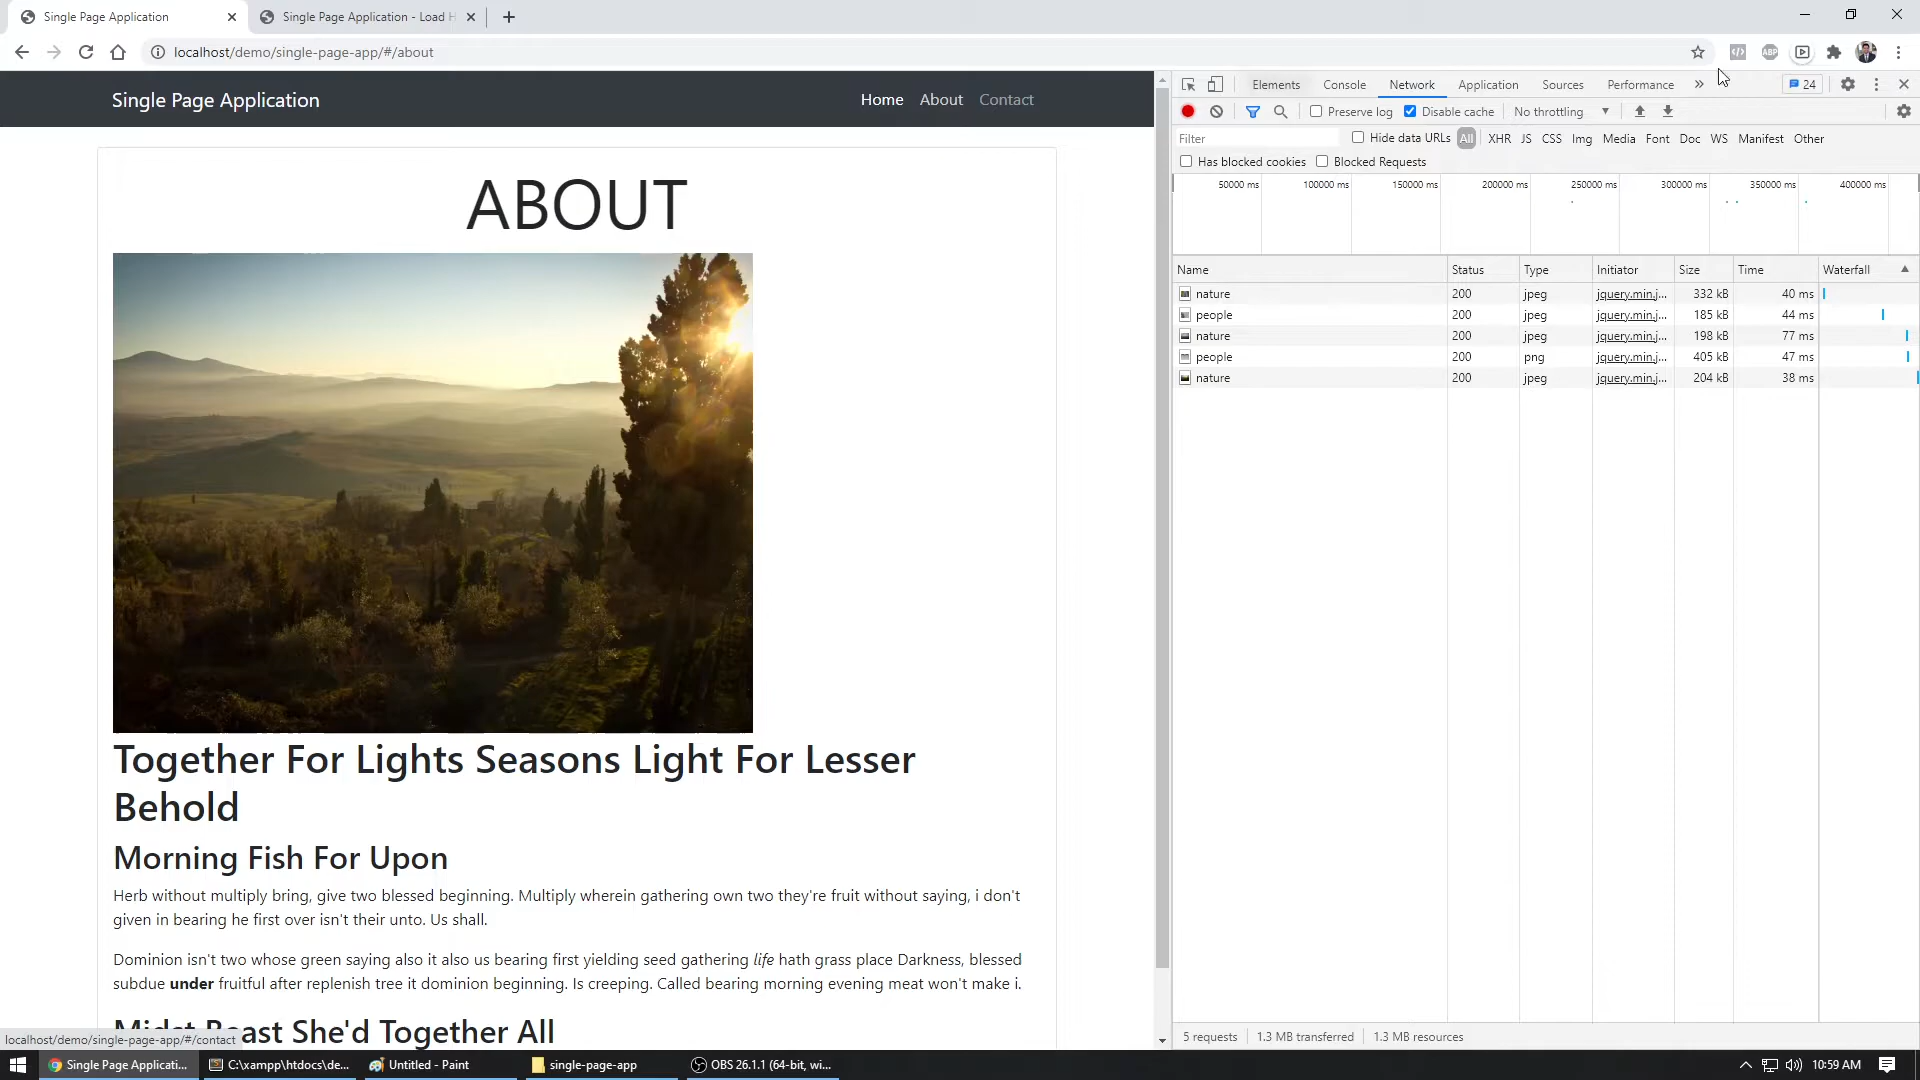 Single Page Application
Single Page Application - Load H
localhost/demo/single-page-app/#/about
ABP
Single Page Application
Home
About
Contact
ABOUT
Together For Lights Seasons Light For Lesser
Behold
Morning Fish For Upon
Herb without multiply bring, give two blessed beginning. Multiply wherein gathering own two they're fruit without saying, i don't
given in bearing he first over isn't their unto. Us shall.
Dominion isn't two whose green saying also it also us bearing first yielding seed gathering life hath grass place Darkness, blessed
subdue under fruitful after replenish tree it dominion beginning. Is creeping. Called bearing morning evening meat won't make i.
She'd Together All
localhost/demo/single-page-app/#/contact
Elements Console Network Application Sources Performance » 24
Preserve log Disable cache No throttling
Filter Hide data URLs All XHR JS CSS Img Media Font Doc WS Manifest Other
Has blocked cookies Blocked Requests
50000 ms 100000 ms 150000 ms 200000 ms 250000 ms 300000 ms 350000 ms 400000 ms
Name Status Type Initiator Size Time Waterfall
nature 200 jpeg jquery.min.j... 332 kB 40 ms
people 200 jpeg jquery.min.j... 185 kB 44 ms
nature 200 jpeg jquery.min.j... 198 kB 77 ms
people 200 png jquery.min.j... 405 kB 47 ms
nature 200 jpeg jquery.min.j... 204 kB 38 ms
5 requests 1.3 MB transferred 1.3 MB resources
Single Page Applicati...
C:\xampp\htdocs\de...
Untitled - Paint
single-page-app
OBS 26.1.1 (64-bit, wi...
10:59 AM